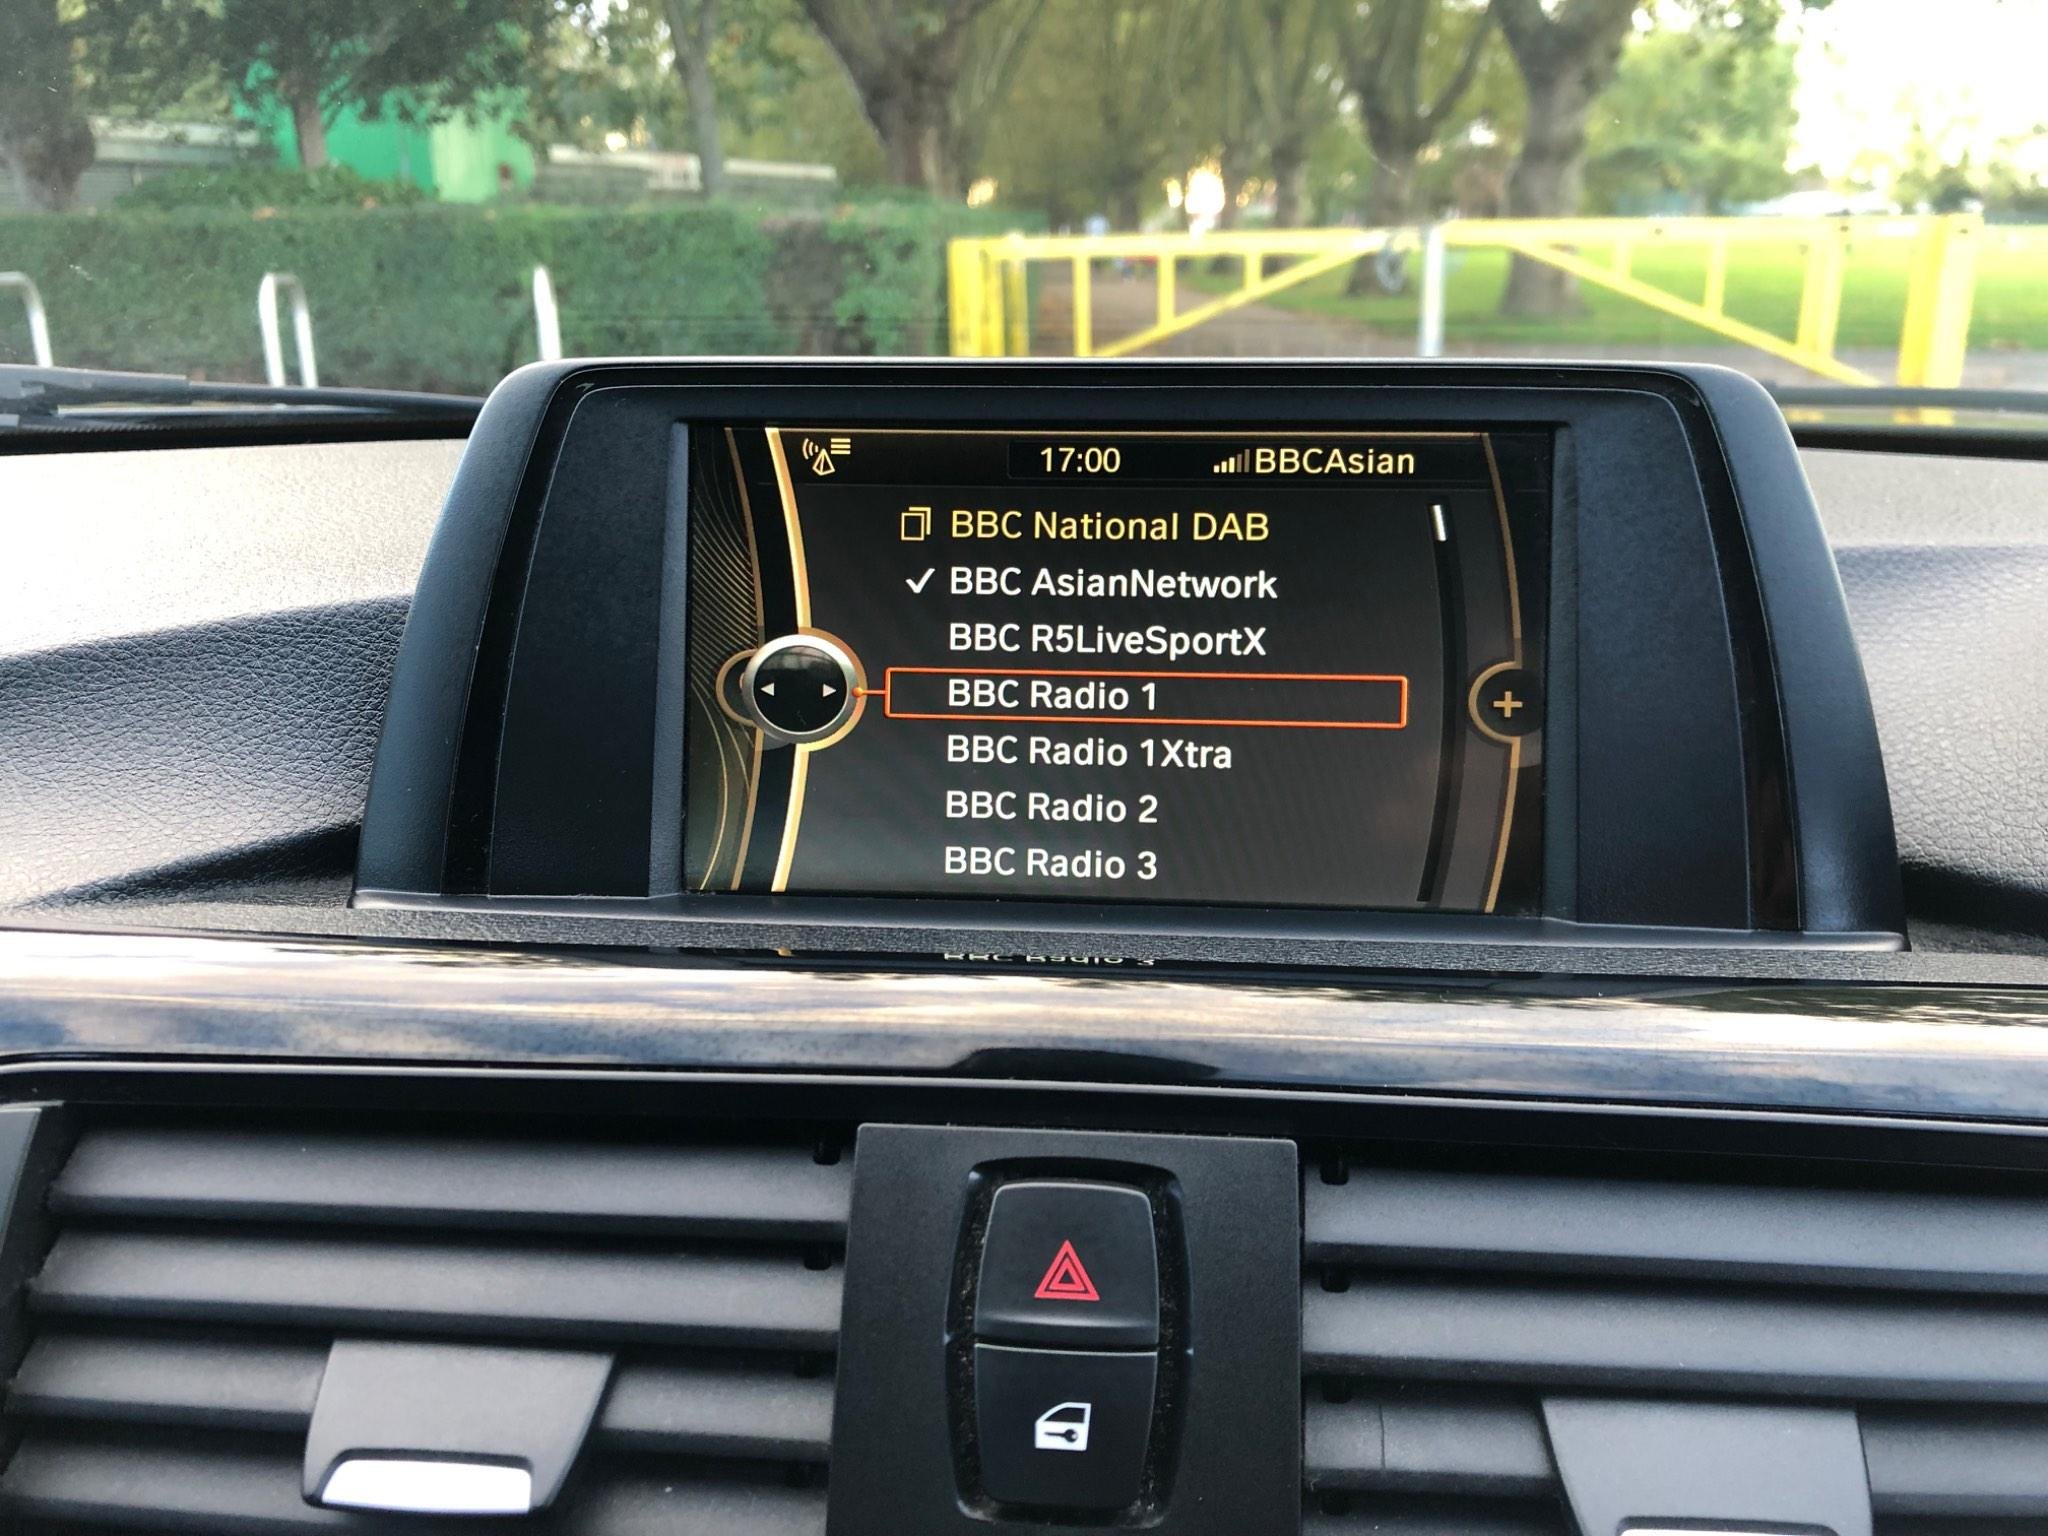 17:00 BBCAsian
BBC National DAB
BBC AsianNetwork
BBC R5LiveSportX
BBC Radio 1
BBC Radio 1Xtra
BBC Radio 2
BBC Radio 3